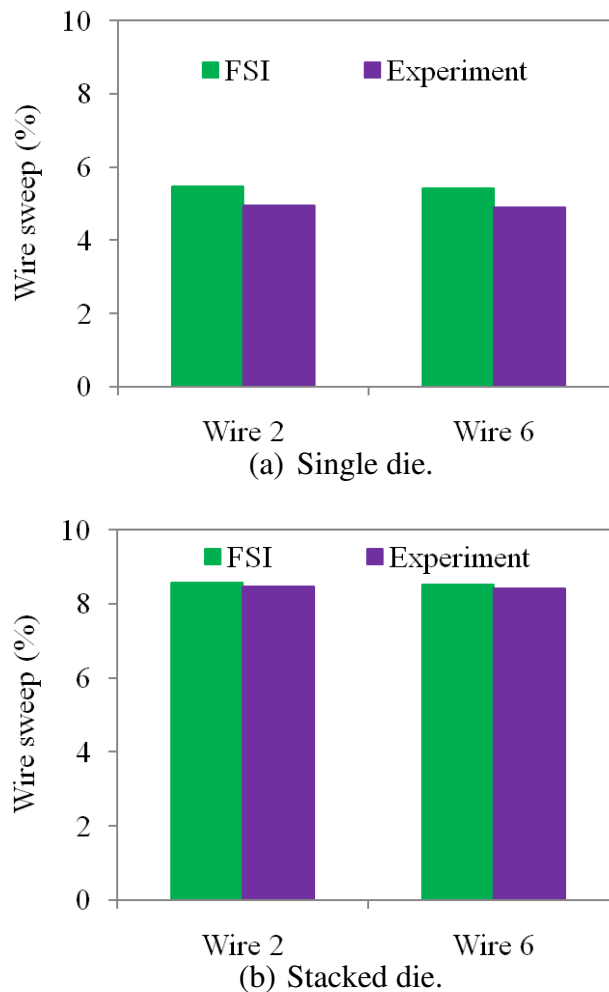 10
FSI Experiment
8
6
4
2
0
Wire sweep (%)
Wire 2 Wire 6
(a) Single die.
10
FSI Experiment
8
6
4
2
0
Wire sweep (%)
Wire 2 Wire 6
(b) Stacked die.